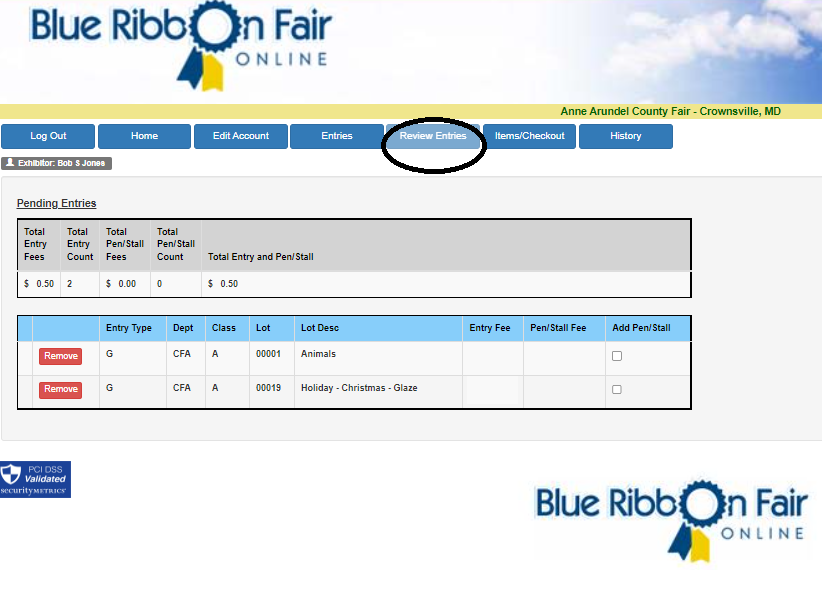 Blue Ribbon Fair
ONLINE
Anne Arundel County Fair - Crownsville, MD
Log Out Home Edit Account Entries Review Entries Items/Checkout History
Exhibitor: Bob S Jones
Pending Entries
Total Entry Fees Total Entry Count Total Pen/Stall Fees Total Pen/Stall Count Total Entry and Pen/Stall
$ 0.50 2 $ 0.00 0 $ 0.50
Entry Type Dept Class Lot Lot Desc Entry Fee Pen/Stall Fee Add Pen/Stall
Remove G CFA A 00001 Animals
Remove G CFA A 00019 Holiday - Christmas - Glaze
PCI DSS
Validated
securityMETRICS
Blue Ribbon Fair
ONLINE